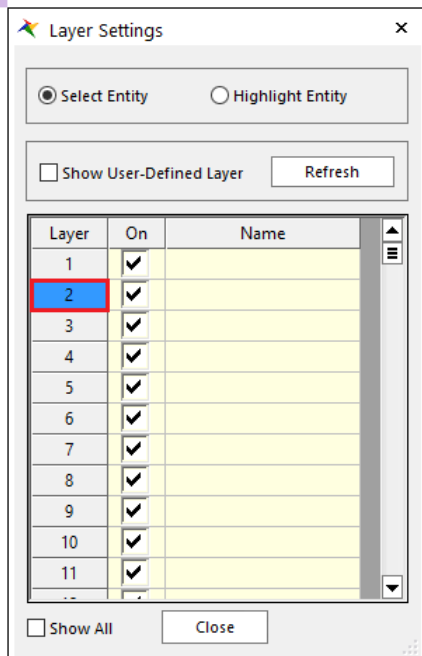 Layer Settings
Select Entity Highlight Entity
Show User-Defined Layer Refresh
Layer On Name
1
2
3
4
5
6
7
8
9
10
11
Show All Close